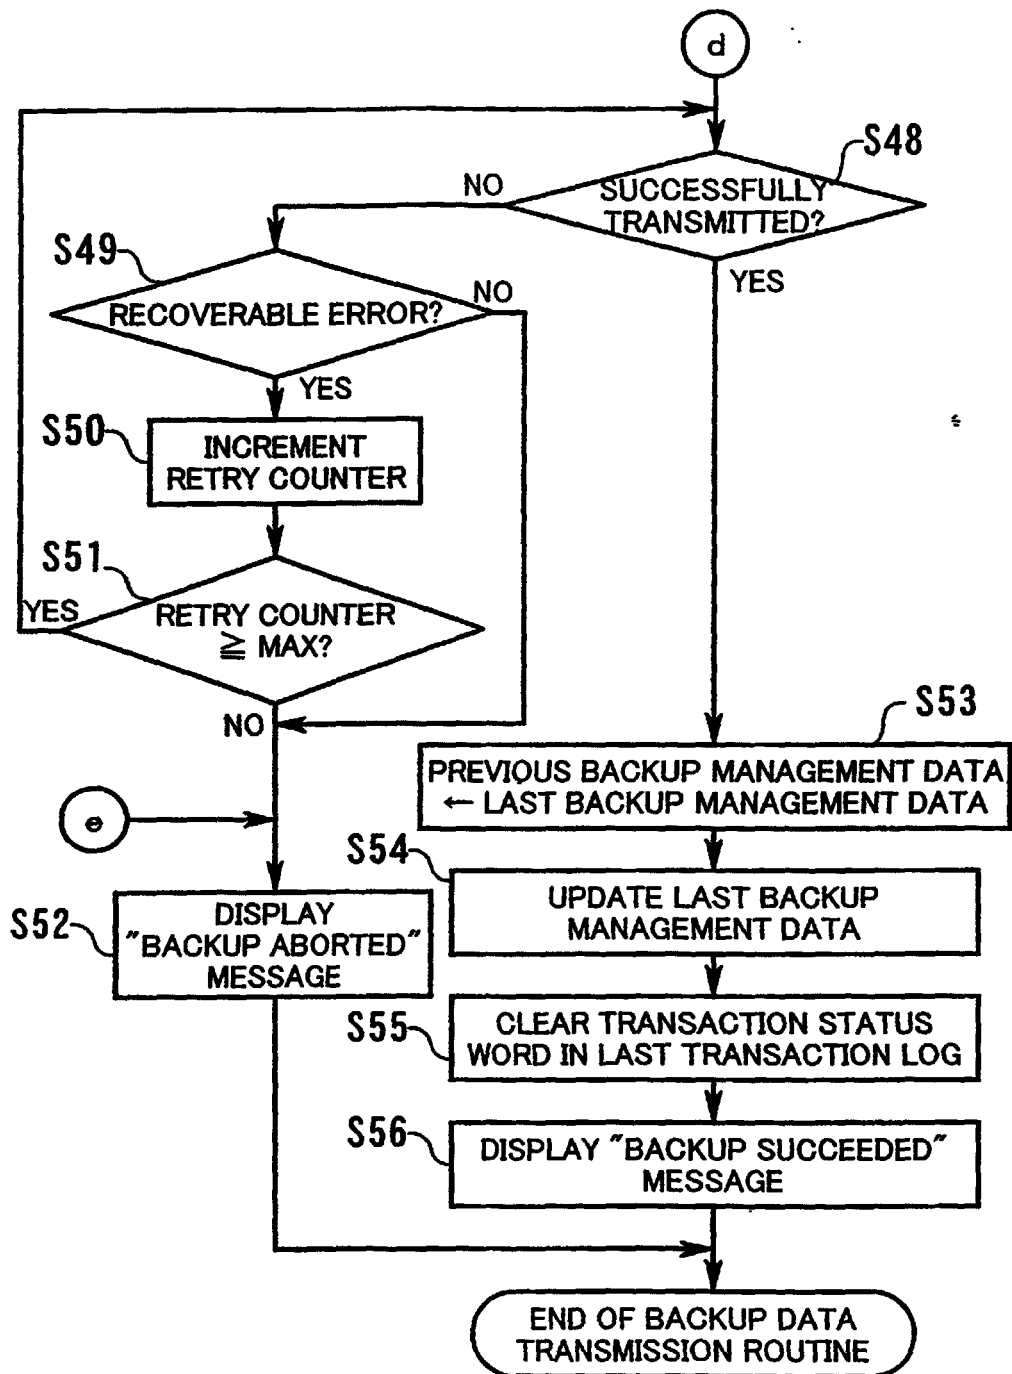 d
S48
SUCCESSFULLY
TRANSMITTED?
NO
YES
S49
RECOVERABLE ERROR?
NO
YES
S50
INCREMENT
RETRY COUNTER
S51
YES
RETRY COUNTER
≧ MAX?
NO
S53
PREVIOUS BACKUP MANAGEMENT DATA
← LAST BACKUP MANAGEMENT DATA
e
S54
UPDATE LAST BACKUP
MANAGEMENT DATA
S52
DISPLAY
"BACKUP ABORTED"
MESSAGE
S55
CLEAR TRANSACTION STATUS
WORD IN LAST TRANSACTION LOG
S56
DISPLAY "BACKUP SUCCEEDED"
MESSAGE
END OF BACKUP DATA
TRANSMISSION ROUTINE